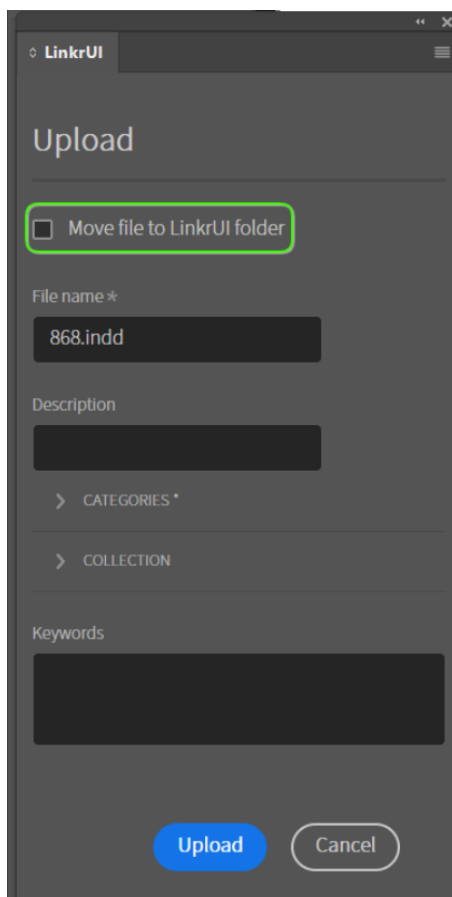 LinkrUI
Upload
Move file to LinkrUI folder
File name *
868.indd
Description
CATEGORIES *
COLLECTION
Keywords
Upload Cancel